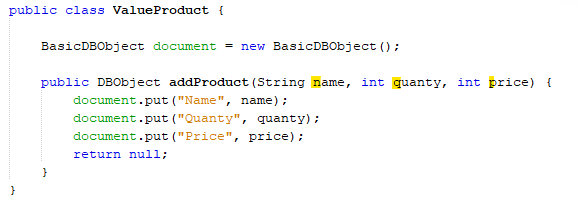 public class ValueProduct {
BasicDBObject document = new BasicDBObject();
public DBObject addProduct(String name, int quanty, int price) {
document.put("Name", name);
document.put("Quanty", quanty);
document.put("Price", price);
return null;
}
}